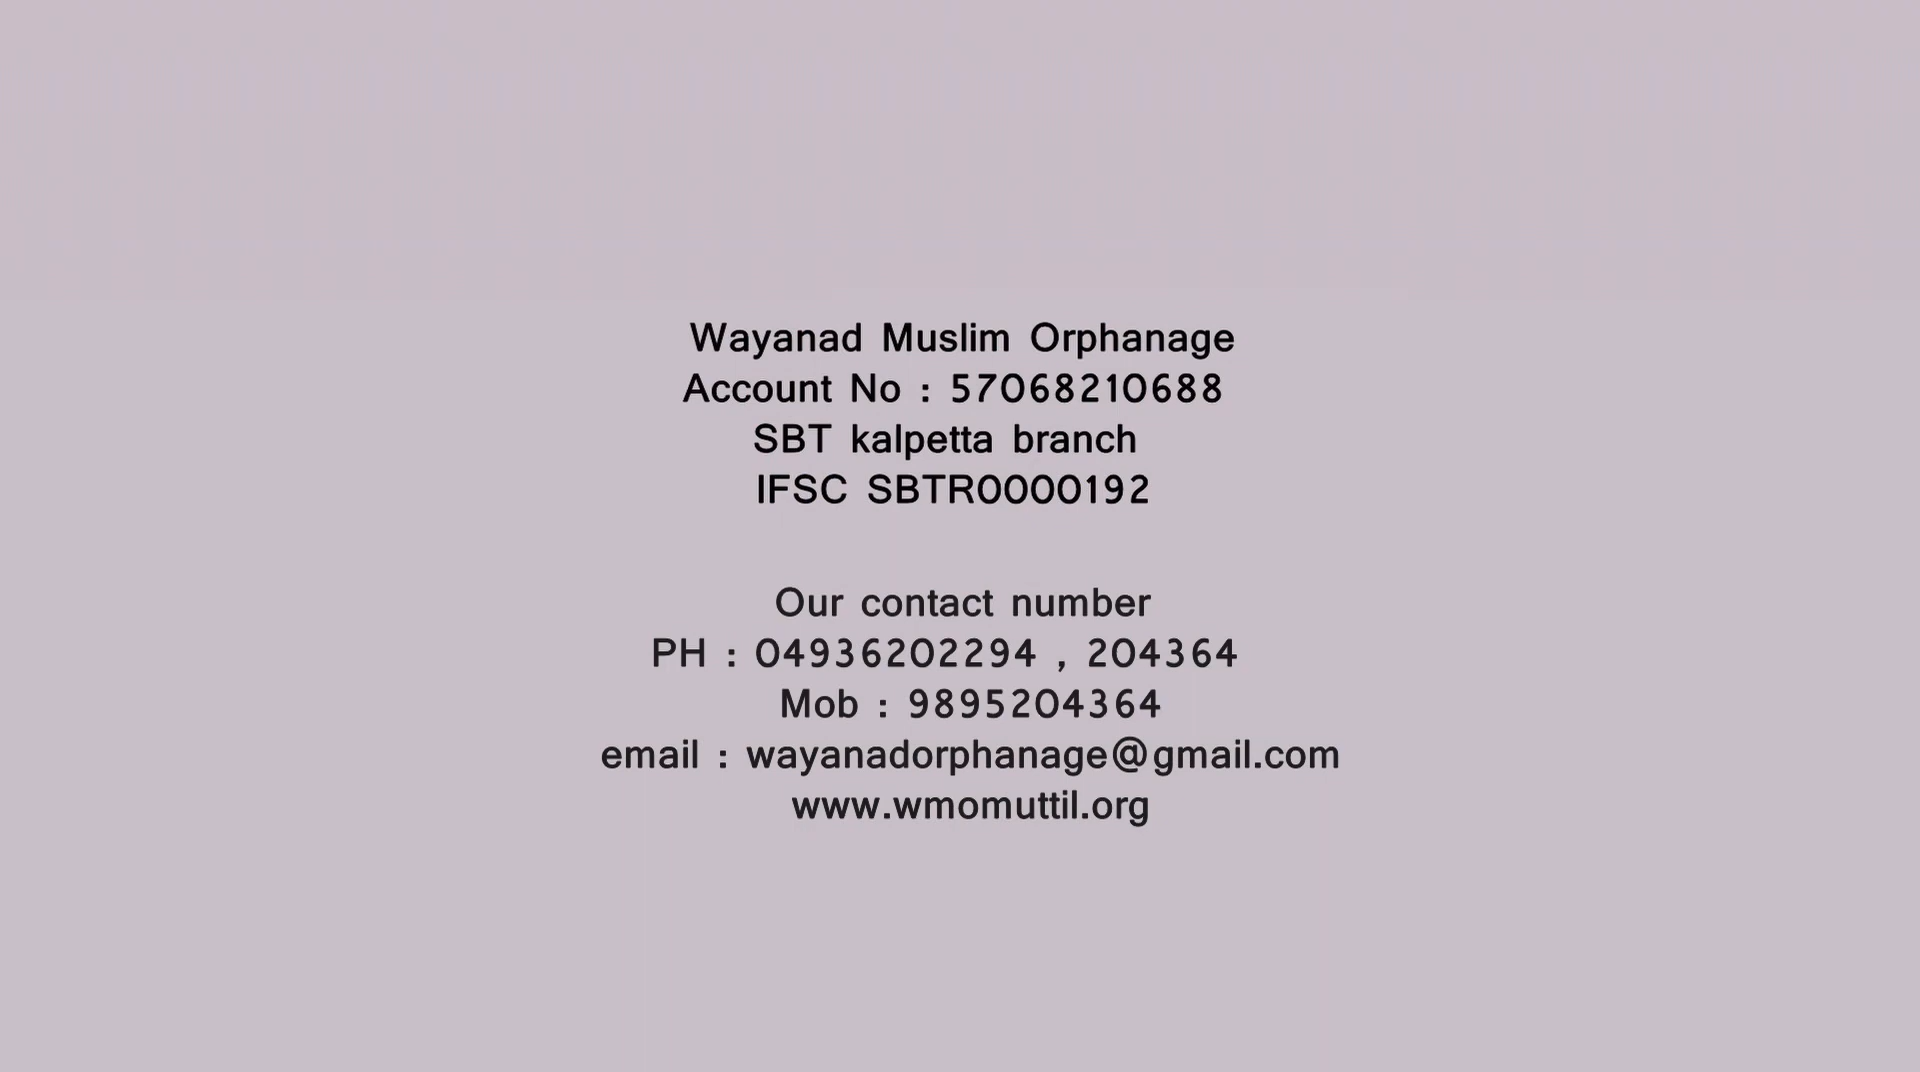 Wayanad Muslim Orphanage
Account No : 57068210688
SBT kalpetta branch
IFSC SBTR0000192
Our contact number
PH : 04936202294 , 204364
Mob : 9895204364
email : wayanadorphanage@gmail.com
www.wmomuttil.org